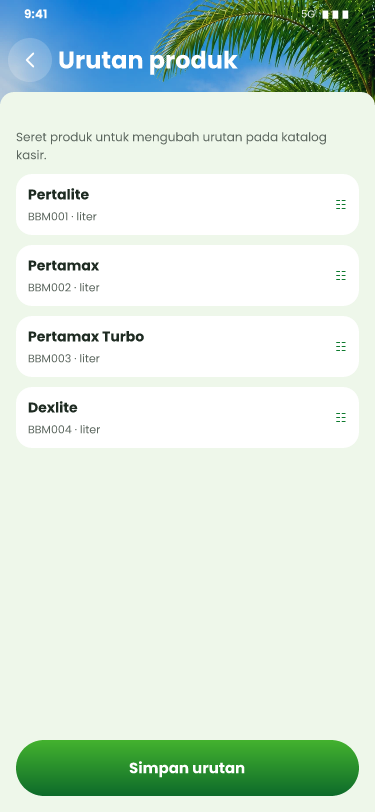 9:41
5G
Urutan produk
Seret produk untuk mengubah urutan pada katalog
kasir.
Pertalite
BBM001 · liter
Pertamax
BBM002 · liter
Pertamax Turbo
BBM003 · liter
Dexlite
BBM004 · liter
Simpan urutan